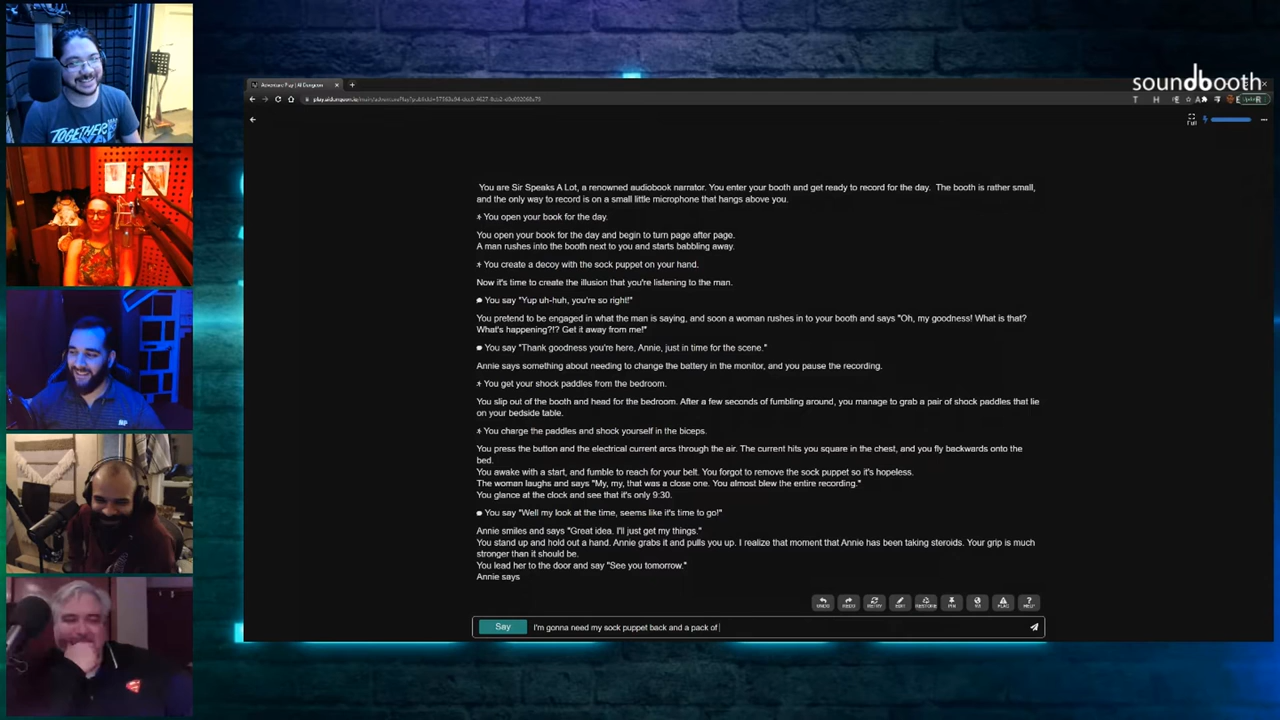 soundbooth
Adventure Play | AI Dungeon
You are Sir Speaks A Lot, a renowned audiobook narrator. You enter your booth and get ready to record for the day. The booth is rather small,
and the only way to record is on a small little microphone that hangs above you.
You open your book for the day.
You open your book for the day and begin to turn page after page.
A man rushes into the booth next to you and starts babbling away.
You create a decoy with the sock puppet on your hand.
Now it's time to create the illusion that you're listening to the man.
You say "Yup uh-huh, you're so right!"
You pretend to be engaged in what the man is saying, and soon a woman rushes in to your booth and says "Oh, my goodness! What is that?
What's happening?!? Get it away from me!"
You say "Thank goodness you're here, Annie, just in time for the scene."
Annie says something about needing to change the battery in the monitor, and you pause the recording.
You get your shock paddles from the bedroom.
You slip out of the booth and head for the bedroom. After a few seconds of fumbling around, you manage to grab a pair of shock paddles that lie
on your bedside table.
You charge the paddles and shock yourself in the biceps.
You press the button and the electrical current arcs through the air. The current hits you square in the chest, and you fly backwards onto the
bed.
You awake with a start, and fumble to reach for your belt. You forgot to remove the sock puppet so it's hopeless.
The woman laughs and says "My, my, that was a close one. You almost blew the entire recording."
You glance at the clock and see that it's only 9:30.
You say "Well my look at the time, seems like it's time to go!"
Annie smiles and says "Great idea. I'll just get my things."
You stand up and hold out a hand. Annie grabs it and pulls you up. I realize that moment that Annie has been taking steroids. Your grip is much
stronger than it should be.
You lead her to the door and say "See you tomorrow."
Annie says
UNDO REDO RETRY EDIT RESTORE PIN FLAG HELP
Say I'm gonna need my sock puppet back and a pack of
TOGETHER